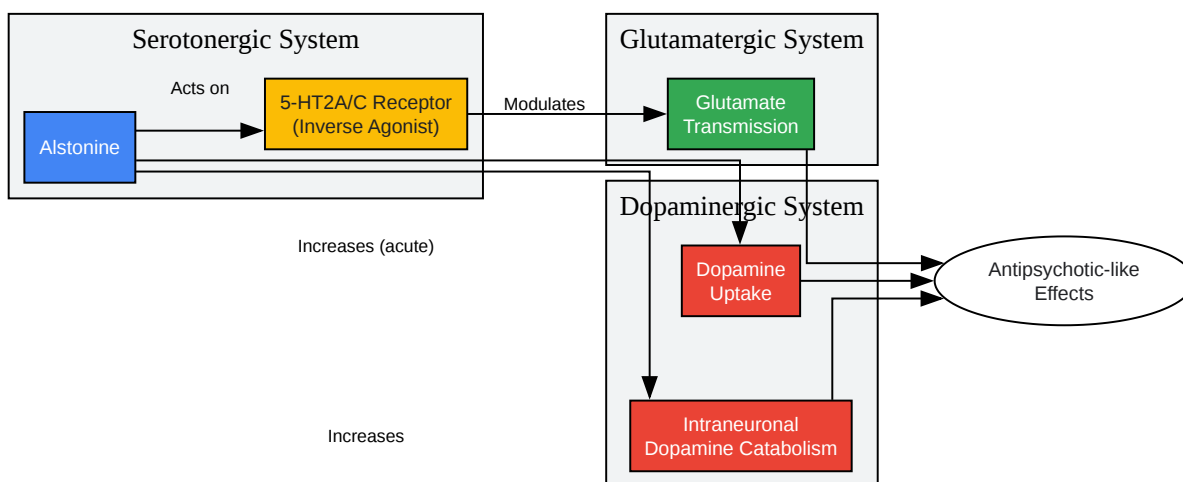 Serotonergic System
Glutamatergic System
Acts on
5-HT2A/C Receptor
(Inverse Agonist)
Modulates
Glutamate
Transmission
Alstonine
Dopaminergic System
Increases (acute)
Dopamine
Uptake
Antipsychotic-like
Effects
Increases
Intraneuronal
Dopamine Catabolism